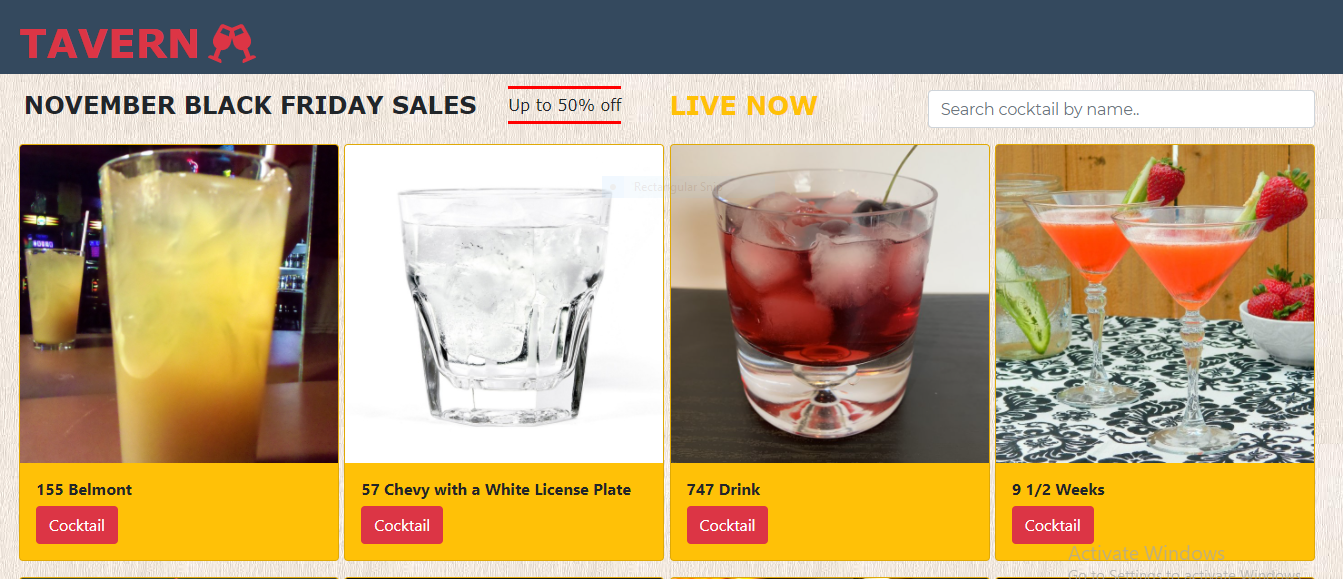 TAVERN
NOVEMBER BLACK FRIDAY SALES
Up to 50% off
LIVE NOW
Search cocktail by name..
Rectangular Snip
155 Belmont
57 Chevy with a White License Plate
747 Drink
9 1/2 Weeks
Cocktail
Cocktail
Cocktail
Cocktail
Activate Windows
Go to Settings to activate Windows.